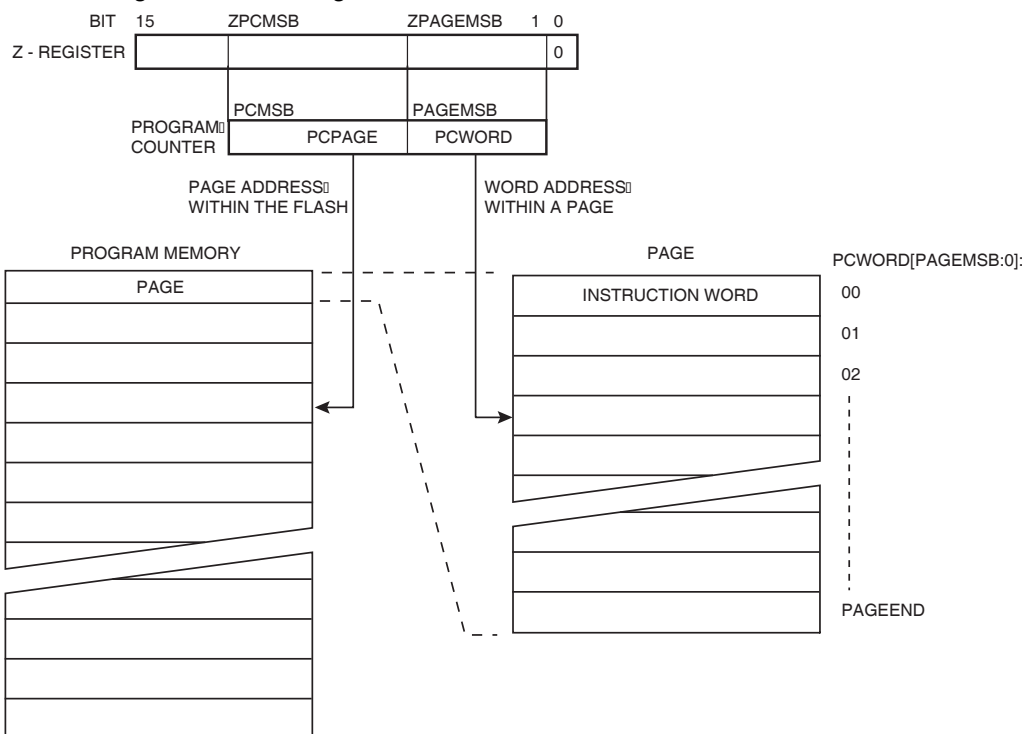 BIT 15 ZPCMSB ZPAGEMSB 1 0
Z - REGISTER 0
PCMSB PAGEMSB
PROGRAM
COUNTER
PCPAGE PCWORD
PAGE ADDRESS
WITHIN THE FLASH
WORD ADDRESS
WITHIN A PAGE
PROGRAM MEMORY
PAGE
PAGE
INSTRUCTION WORD
PCWORD[PAGEMSB:0]:
00
01
02
PAGEEND